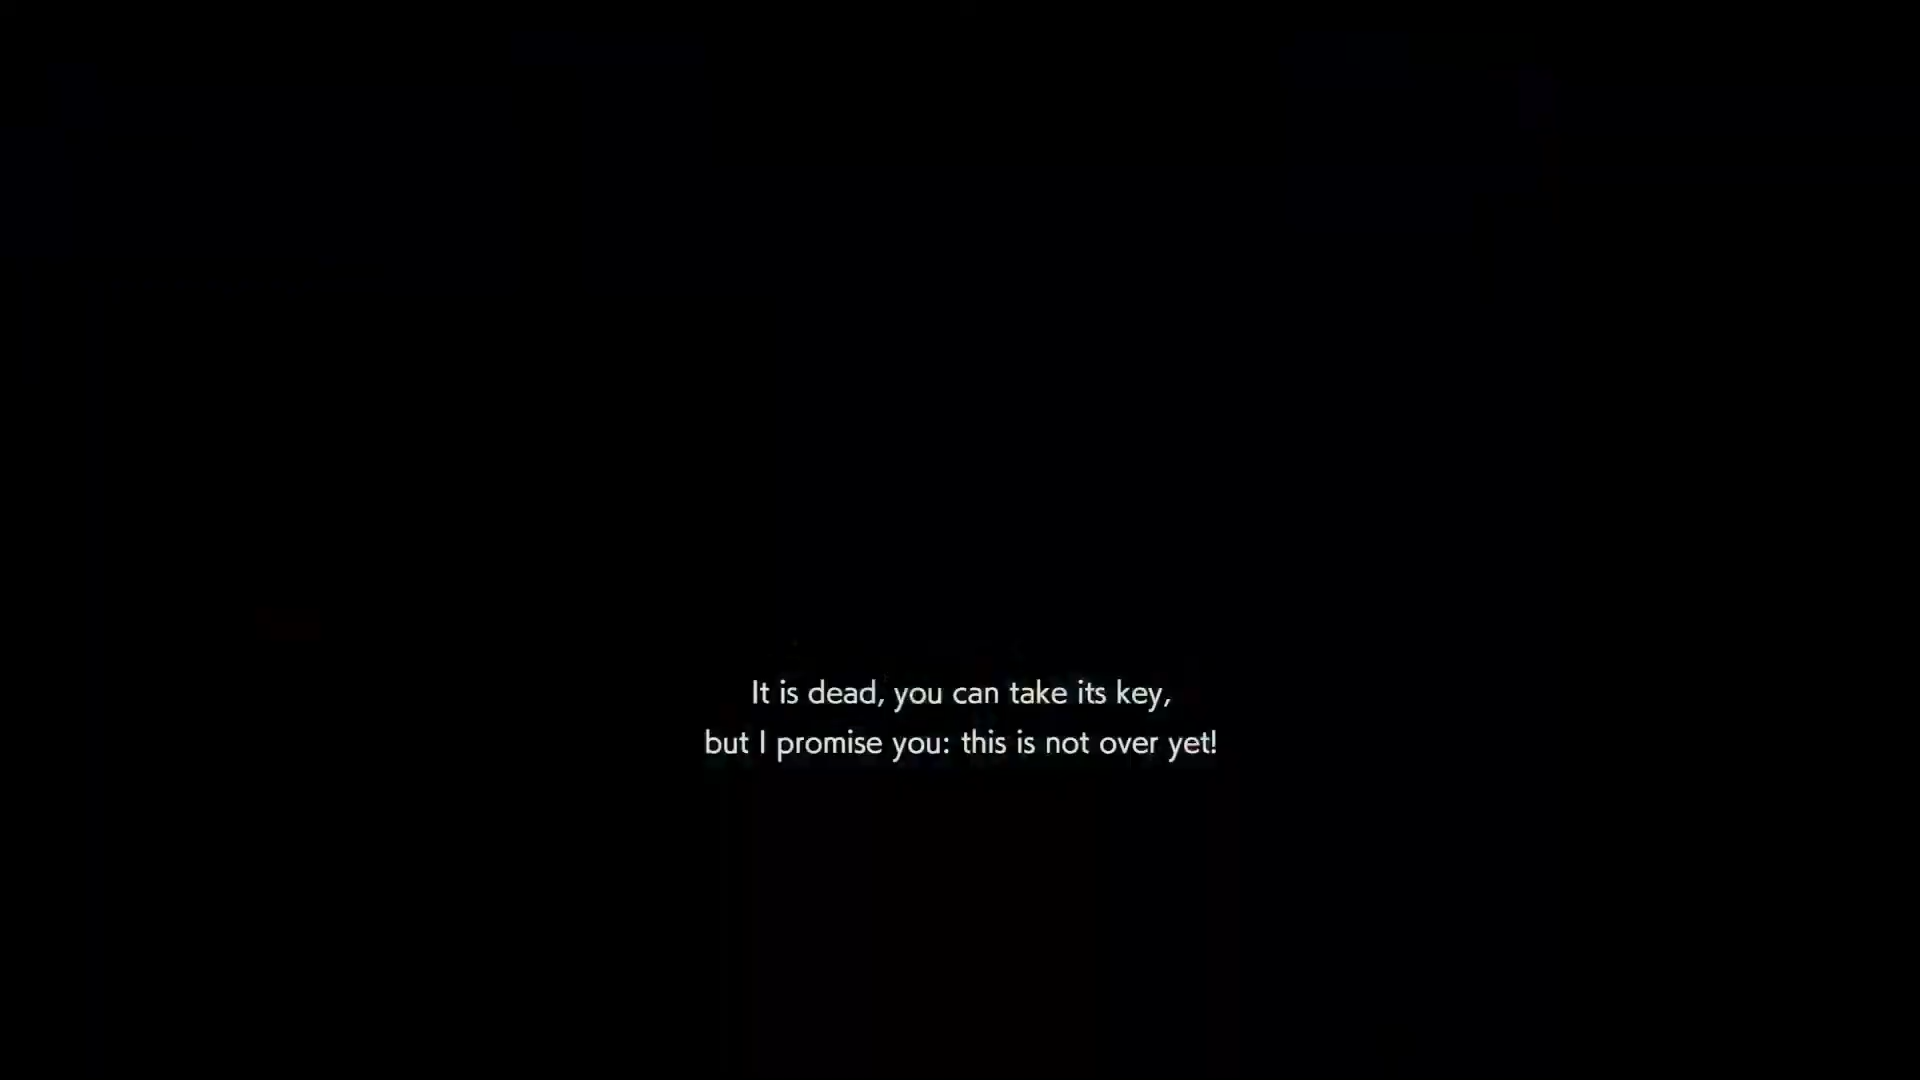 It is dead, you can take its key,
but I promise you: this is not over yet!